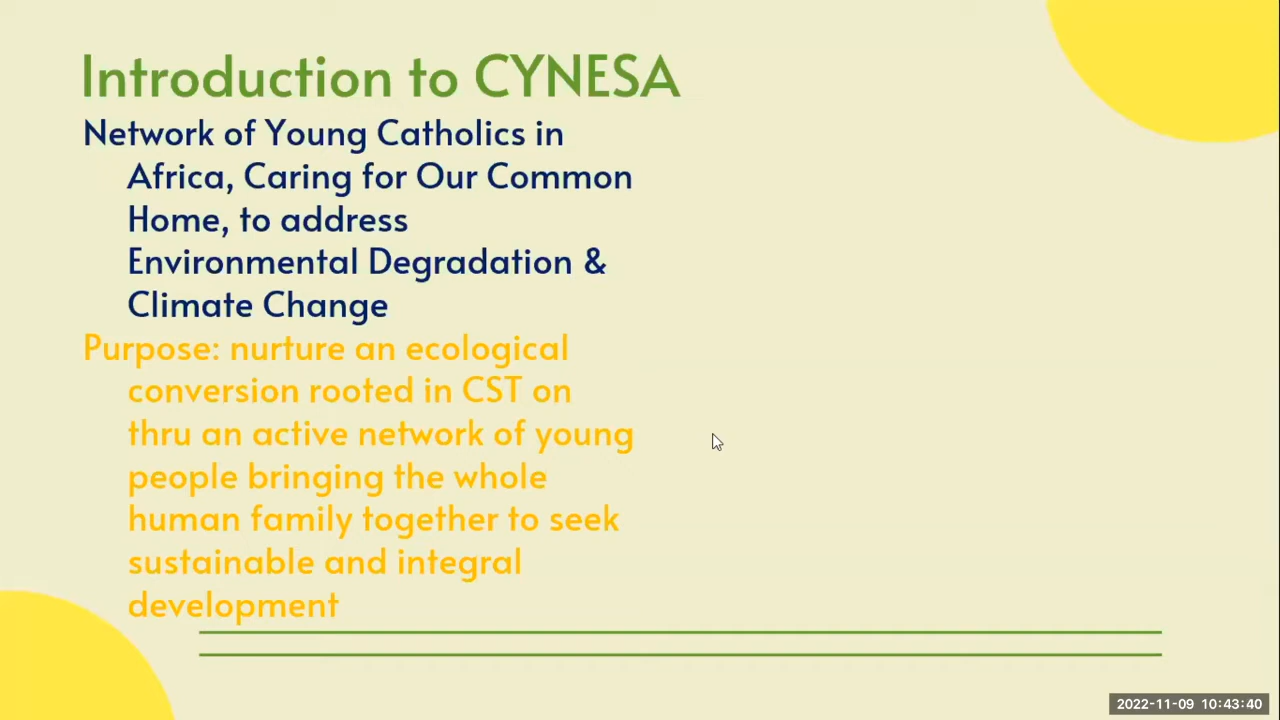 Introduction to CYNESA
Network of Young Catholics in
Africa, Caring for Our Common
Home, to address
Environmental Degradation &
Climate Change
Purpose: nurture an ecological
conversion rooted in CST on
thru an active network of young
people bringing the whole
human family together to seek
sustainable and integral
development
2022-11-09 10:43:40